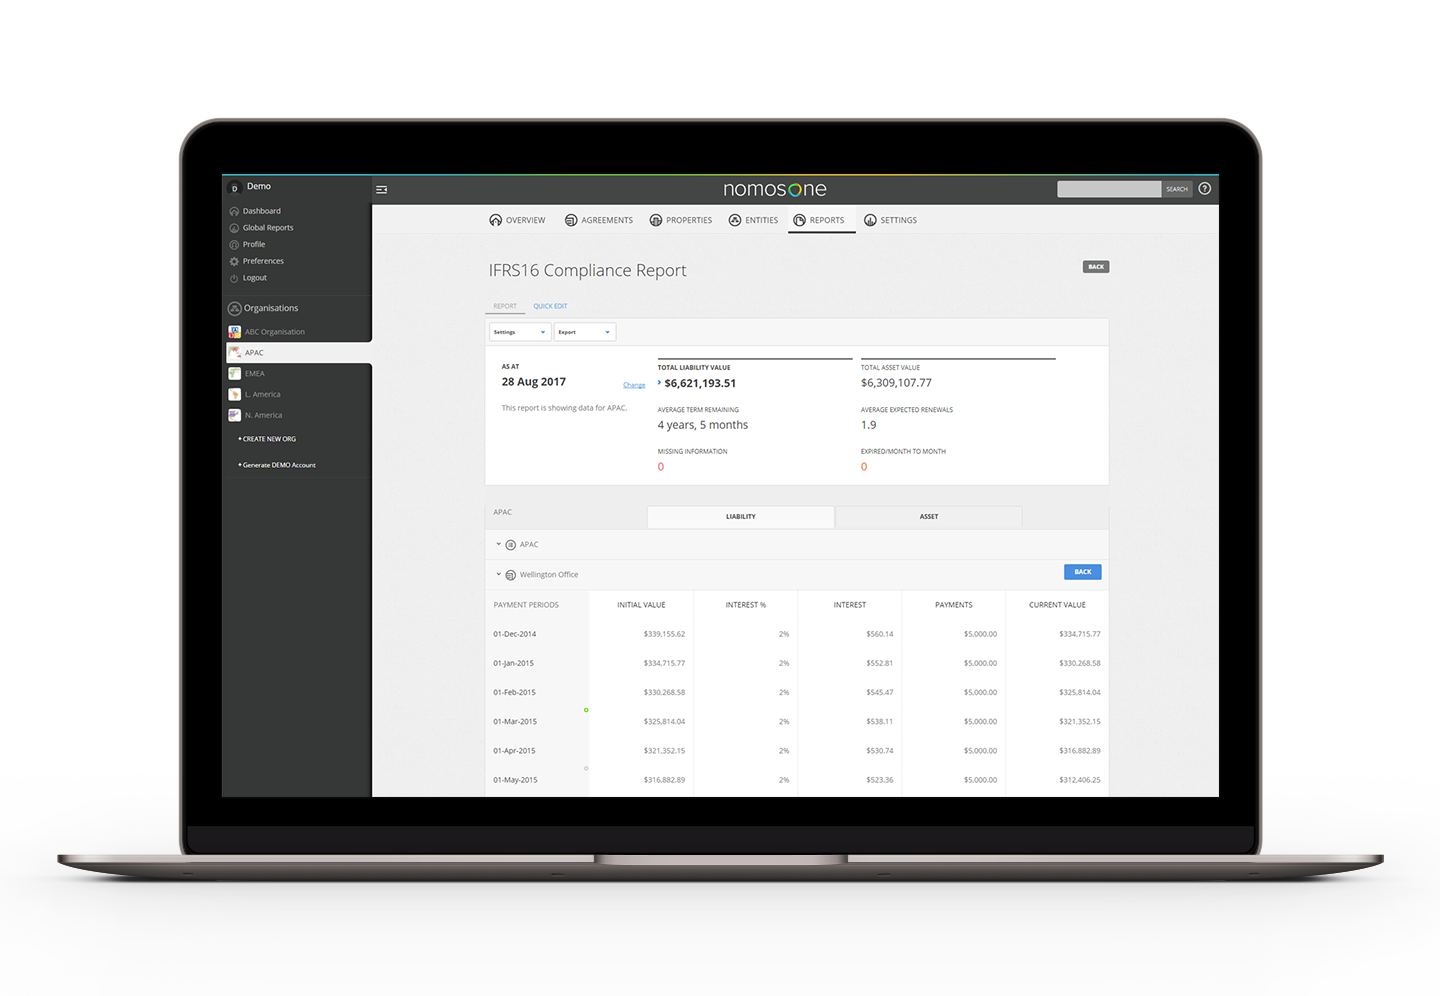 D Demo
nomosone
SEARCH ?
Dashboard
Global Reports
Profile
Preferences
Logout
Organisations
ABC Organisation
APAC
EMEA
L. America
N. America
+ CREATE NEW ORG
+ Generate DEMO Account
OVERVIEW AGREEMENTS PROPERTIES ENTITIES REPORTS SETTINGS
IFRS16 Compliance Report BACK
REPORT QUICK EDIT
Settings Export
AS AT
28 Aug 2017 Change
This report is showing data for APAC.
TOTAL LIABILITY VALUE
$6,621,193.51
TOTAL ASSET VALUE
$6,309,107.77
AVERAGE TERM REMAINING
4 years, 5 months
AVERAGE EXPECTED RENEWALS
1.9
MISSING INFORMATION
0
EXPIRED/MONTH TO MONTH
0
APAC LIABILITY ASSET
APAC
Wellington Office BACK
PAYMENT PERIODS INITIAL VALUE INTEREST % INTEREST PAYMENTS CURRENT VALUE
01-Dec-2014 $339,155.62 2% $560.14 $5,000.00 $334,715.77
01-Jan-2015 $334,715.77 2% $552.81 $5,000.00 $330,268.58
01-Feb-2015 $330,268.58 2% $545.47 $5,000.00 $325,814.04
01-Mar-2015 $325,814.04 2% $538.11 $5,000.00 $321,352.15
01-Apr-2015 $321,352.15 2% $530.74 $5,000.00 $316,882.89
01-May-2015 $316,882.89 2% $523.36 $5,000.00 $312,406.25